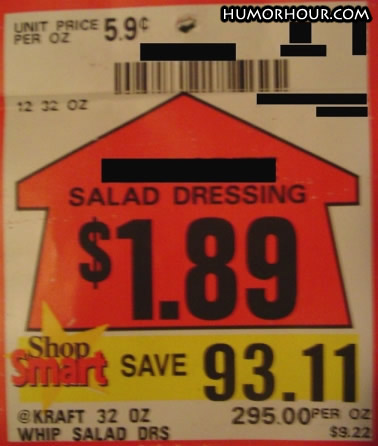 HUMORHOUR.COM
UNIT PRICE 5.9¢
PER OZ
12 32 OZ
SALAD DRESSING
$1.89
Shop Smart SAVE 93.11
@KRAFT 32 OZ 295.00 PER OZ
WHIP SALAD DRS $9.22